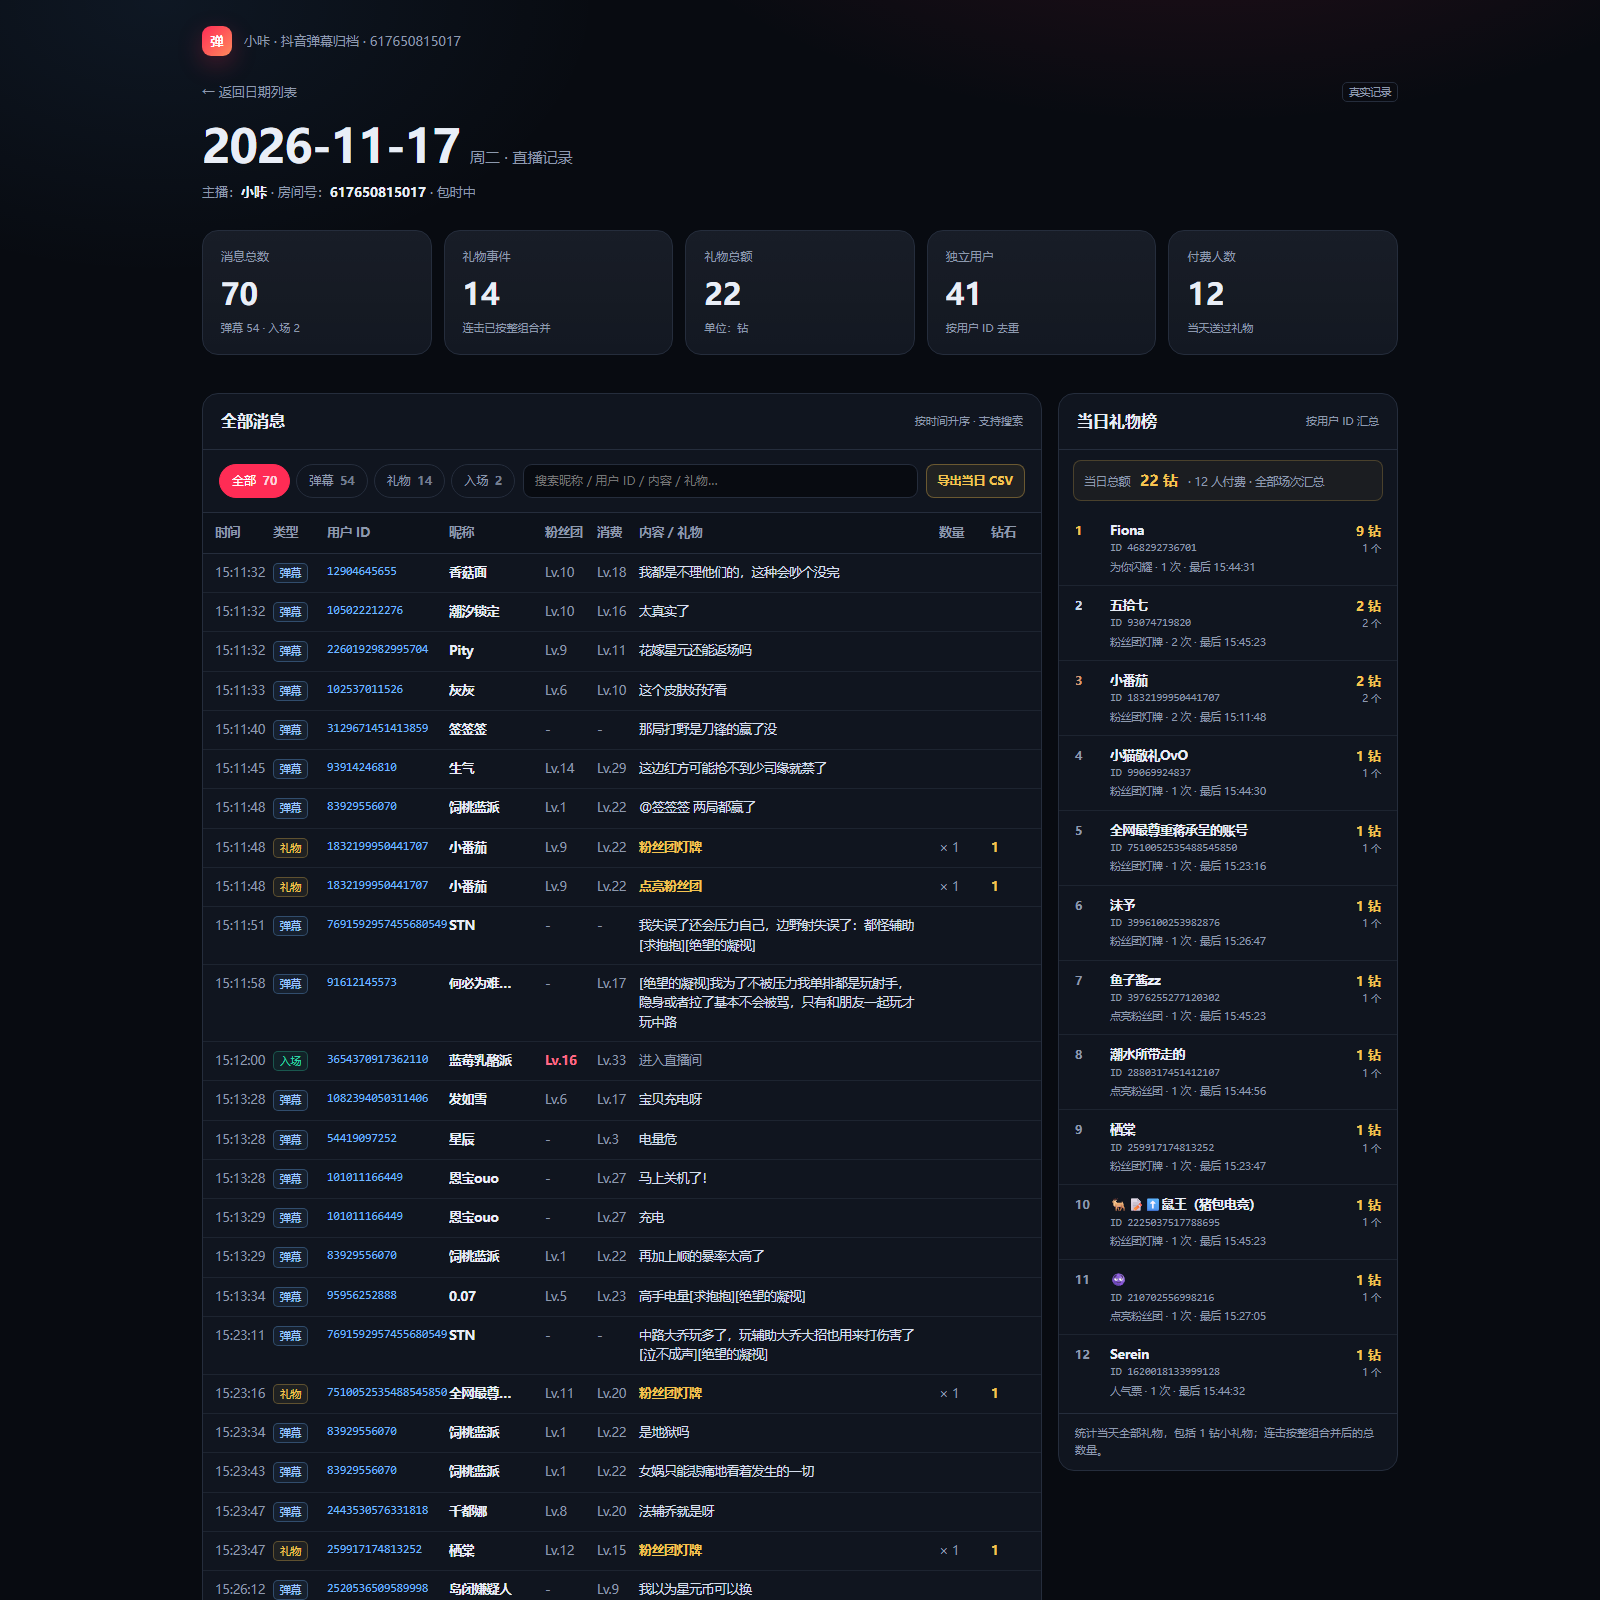 弹 小咔 · 抖音弹幕归档 · 617650815017
← 返回日期列表
真实记录
2026-11-17 周二 · 直播记录
主播：小咔 · 房间号：617650815017 · 包时中
消息总数
70
弹幕 54 · 入场 2
礼物事件
14
连击已按整组合并
礼物总额
22
单位：钻
独立用户
41
按用户 ID 去重
付费人数
12
当天送过礼物
全部消息 按时间升序 · 支持搜索
全部 70 弹幕 54 礼物 14 入场 2 搜索昵称 / 用户 ID / 内容 / 礼物... 导出当日 CSV
时间 类型 用户 ID 昵称 粉丝团 消费 内容 / 礼物 数量 钻石
15:11:32 弹幕 12904645655 香菇面 Lv.10 Lv.18 我都是不理他们的，这种会吵个没完
15:11:32 弹幕 105022212276 潮汐锁定 Lv.10 Lv.16 太真实了
15:11:32 弹幕 2260192982995704 Pity Lv.9 Lv.11 花嫁星元还能返场吗
15:11:33 弹幕 102537011526 灰灰 Lv.6 Lv.10 这个皮肤好好看
15:11:40 弹幕 3129671451413859 签签签 - - 那局打野是刀锋的赢了没
15:11:45 弹幕 93914246810 生气 Lv.14 Lv.29 这边红方可能抢不到少司缘就禁了
15:11:48 弹幕 83929556070 饲桃蓝派 Lv.1 Lv.22 @签签签 两局都赢了
15:11:48 礼物 1832199950441707 小番茄 Lv.9 Lv.22 粉丝团灯牌 × 1 1
15:11:48 礼物 1832199950441707 小番茄 Lv.9 Lv.22 点亮粉丝团 × 1 1
15:11:51 弹幕 7691592957455680549 STN - - 我失误了还会压力自己，边野射失误了：都怪辅助
[求抱抱][绝望的凝视]
15:11:58 弹幕 91612145573 何必为难... - Lv.17 [绝望的凝视]我为了不被压力我单排都是玩射手，
隐身或者拉了基本不会被骂，只有和朋友一起玩才
玩中路
15:12:00 入场 3654370917362110 蓝莓乳酪派 Lv.16 Lv.33 进入直播间
15:13:28 弹幕 1082394050311406 发如雪 Lv.6 Lv.17 宝贝充电呀
15:13:28 弹幕 54419097252 星辰 - Lv.3 电量危
15:13:28 弹幕 101011166449 恩宝ouo - Lv.27 马上关机了！
15:13:29 弹幕 101011166449 恩宝ouo - Lv.27 充电
15:13:29 弹幕 83929556070 饲桃蓝派 Lv.1 Lv.22 再加上顺的暴率太高了
15:13:34 弹幕 95956252888 0.07 Lv.5 Lv.23 高手电量[求抱抱][绝望的凝视]
15:23:11 弹幕 7691592957455680549 STN - - 中路大乔玩多了，玩辅助大乔大招也用来打伤害了
[泣不成声][绝望的凝视]
15:23:16 礼物 7510052535488545850 全网最尊... Lv.11 Lv.20 粉丝团灯牌 × 1 1
15:23:34 弹幕 83929556070 饲桃蓝派 Lv.1 Lv.22 是地狱吗
15:23:43 弹幕 83929556070 饲桃蓝派 Lv.1 Lv.22 女娲只能悲痛地看着发生的一切
15:23:47 弹幕 2443530576331818 千都娜 Lv.8 Lv.20 法辅乔就是呀
15:23:47 礼物 259917174813252 栖棠 Lv.12 Lv.15 粉丝团灯牌 × 1 1
15:26:12 弹幕 2520536509589998 岛闭嫌疑人 - Lv.9 我以为星元币可以换
当日礼物榜 按用户 ID 汇总
当日总额 22 钻 · 12 人付费 · 全部场次汇总
1 Fiona 9 钻
ID 468292736701 1 个
为你闪耀 · 1 次 · 最后 15:44:31
2 五拾七 2 钻
ID 93074719820 2 个
粉丝团灯牌 · 2 次 · 最后 15:45:23
3 小番茄 2 钻
ID 1832199950441707 2 个
粉丝团灯牌 · 2 次 · 最后 15:11:48
4 小猫敬礼OvO 1 钻
ID 99069924837 1 个
粉丝团灯牌 · 1 次 · 最后 15:44:30
5 全网最尊重蒋承呈的账号 1 钻
ID 7510052535488545850 1 个
粉丝团灯牌 · 1 次 · 最后 15:23:16
6 沫予 1 钻
ID 3996100253982876 1 个
粉丝团灯牌 · 1 次 · 最后 15:26:47
7 鱼子酱zz 1 钻
ID 3976255277120302 1 个
点亮粉丝团 · 1 次 · 最后 15:45:23
8 潮水所带走的 1 钻
ID 2880317451412107 1 个
点亮粉丝团 · 1 次 · 最后 15:44:56
9 栖棠 1 钻
ID 259917174813252 1 个
粉丝团灯牌 · 1 次 · 最后 15:23:47
10 🐂📝⬆️鼠王（猪包电竞） 1 钻
ID 2225037517788695 1 个
粉丝团灯牌 · 1 次 · 最后 15:45:23
11 1 钻
ID 210702556998216 1 个
点亮粉丝团 · 1 次 · 最后 15:27:05
12 Serein 1 钻
ID 1620018133999128 1 个
人气票 · 1 次 · 最后 15:44:32
统计当天全部礼物，包括 1 钻小礼物；连击按整组合并后的总
数量。